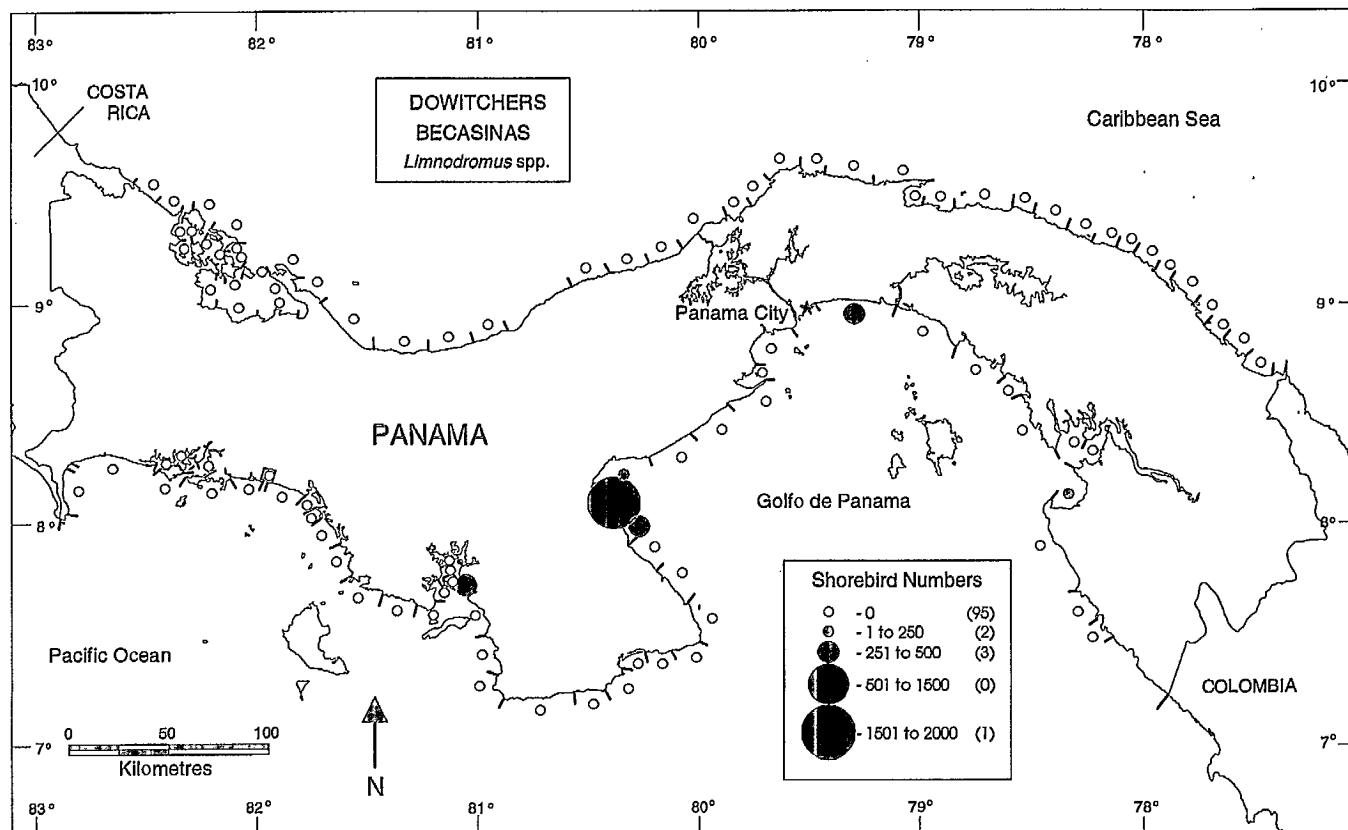 83° 82° 81° 80° 79° 78°
10° 10°
COSTA
RICA
DOWITCHERS
BECASINAS
Limnodromus spp.
Caribbean Sea
9° 9°
Panama City
PANAMA
Golfo de Panama
8° 8°
Shorebird Numbers
- 0 (95)
- 1 to 250 (2)
- 251 to 500 (3)
- 501 to 1500 (0)
- 1501 to 2000 (1)
Pacific Ocean
COLOMBIA
0 50 100
Kilometres
N
7° 7°
83° 82° 81° 80° 79° 78°